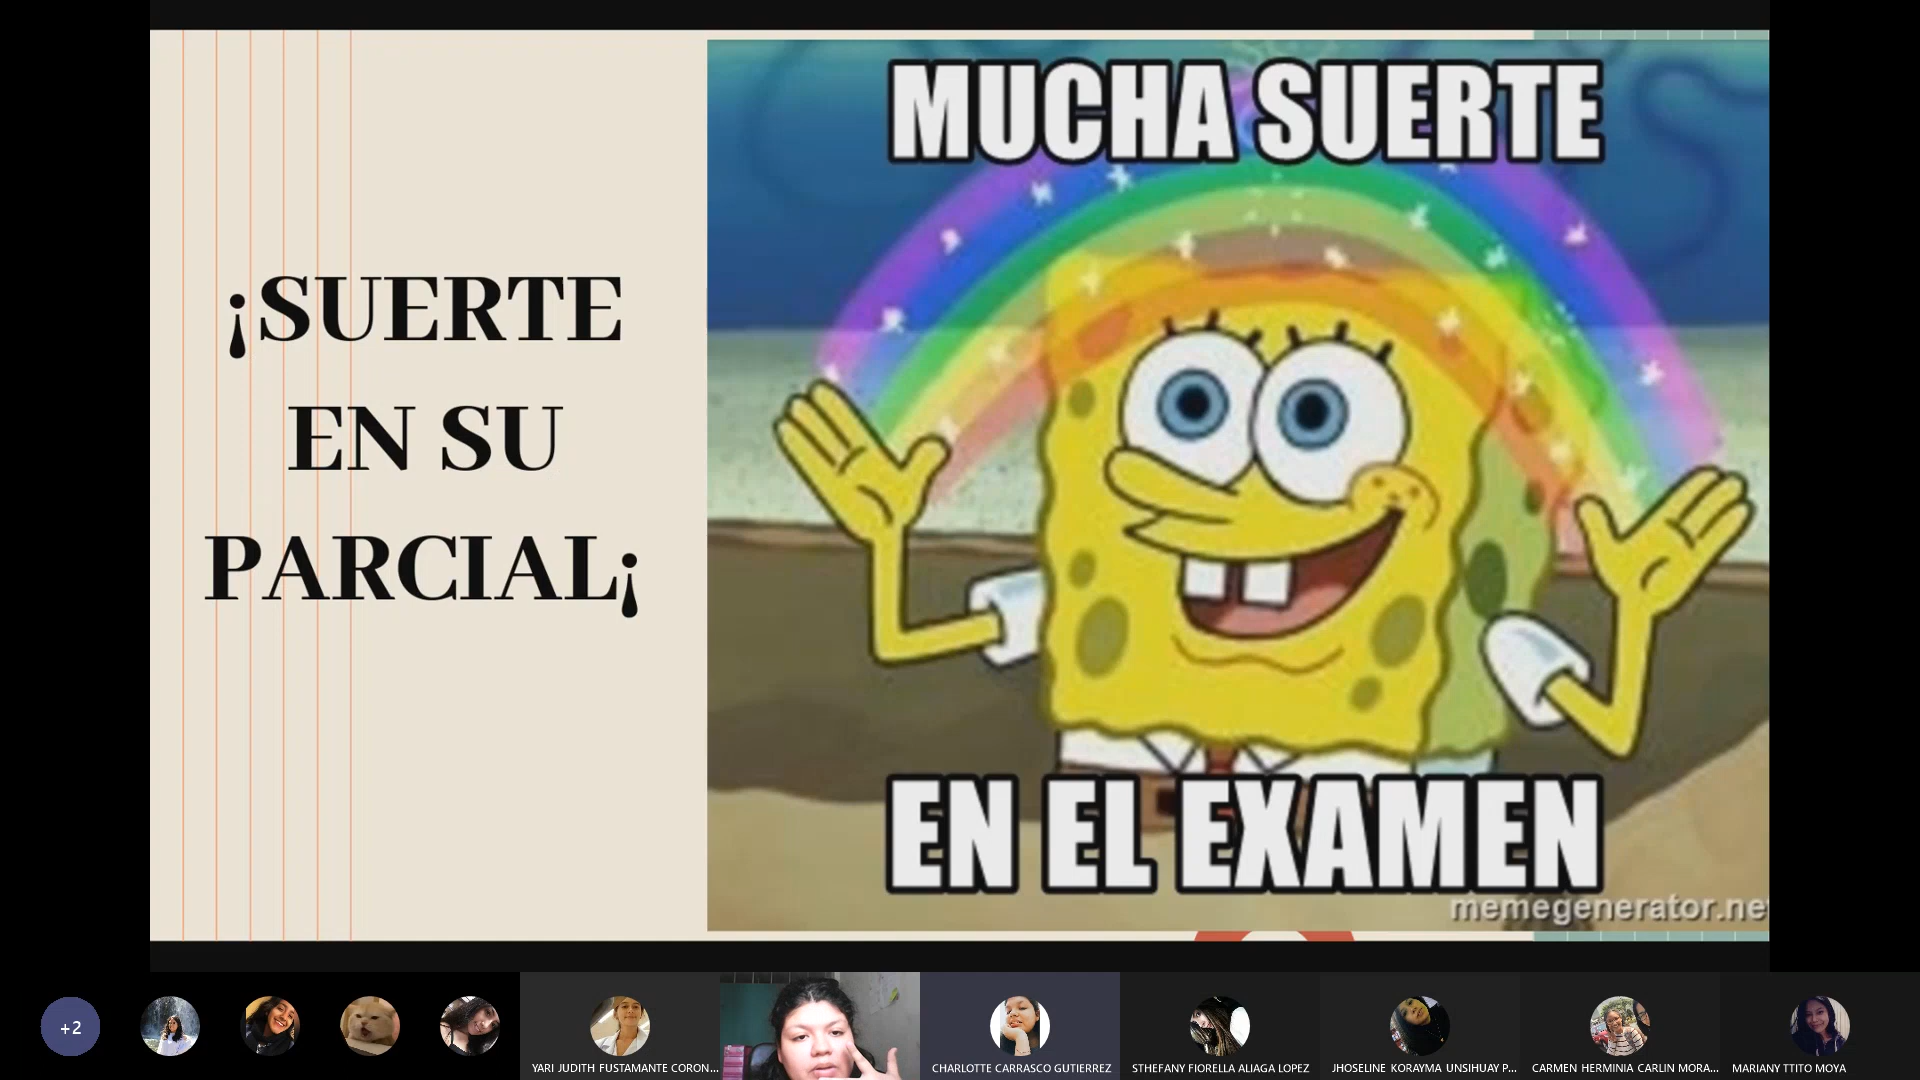 ¡SUERTE
EN SU
PARCIAL¡
MUCHA SUERTE
EN EL EXAMEN
memegenerator.ne
+2
YARI JUDITH FUSTAMANTE CORON...
CHARLOTTE CARRASCO GUTIERREZ
STHEFANY FIORELLA ALIAGA LOPEZ
JHOSELINE KORAYMA UNSIHUAY P...
CARMEN HERMINIA CARLIN MORA...
MARIANY TTITO MOYA